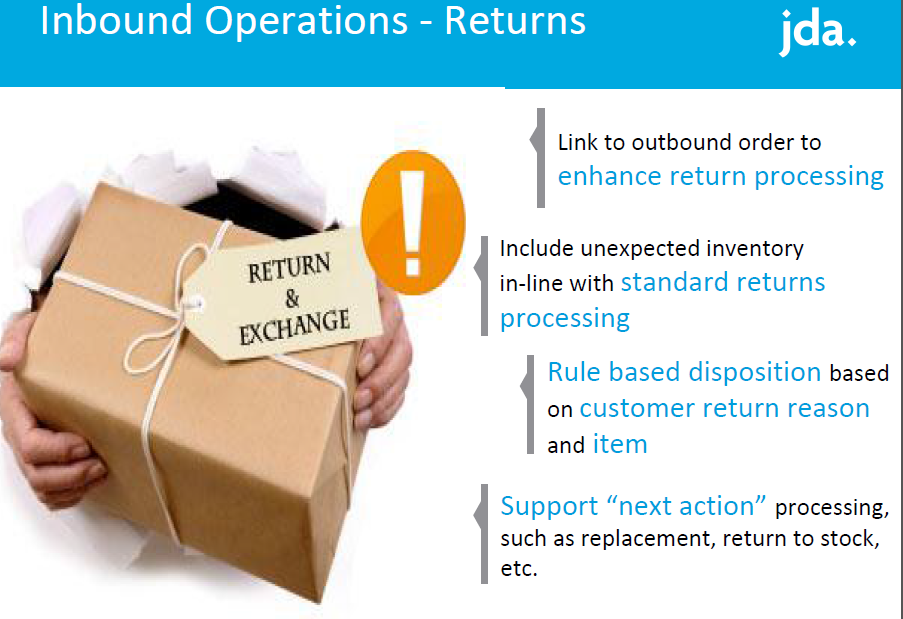 Inbound Operations - Returns
jda.
Link to outbound order to
enhance return processing
!
RETURN
&
EXCHANGE
Include unexpected inventory
in-line with standard returns
processing
Rule based disposition based
on customer return reason
and item
Support “next action” processing,
such as replacement, return to stock,
etc.